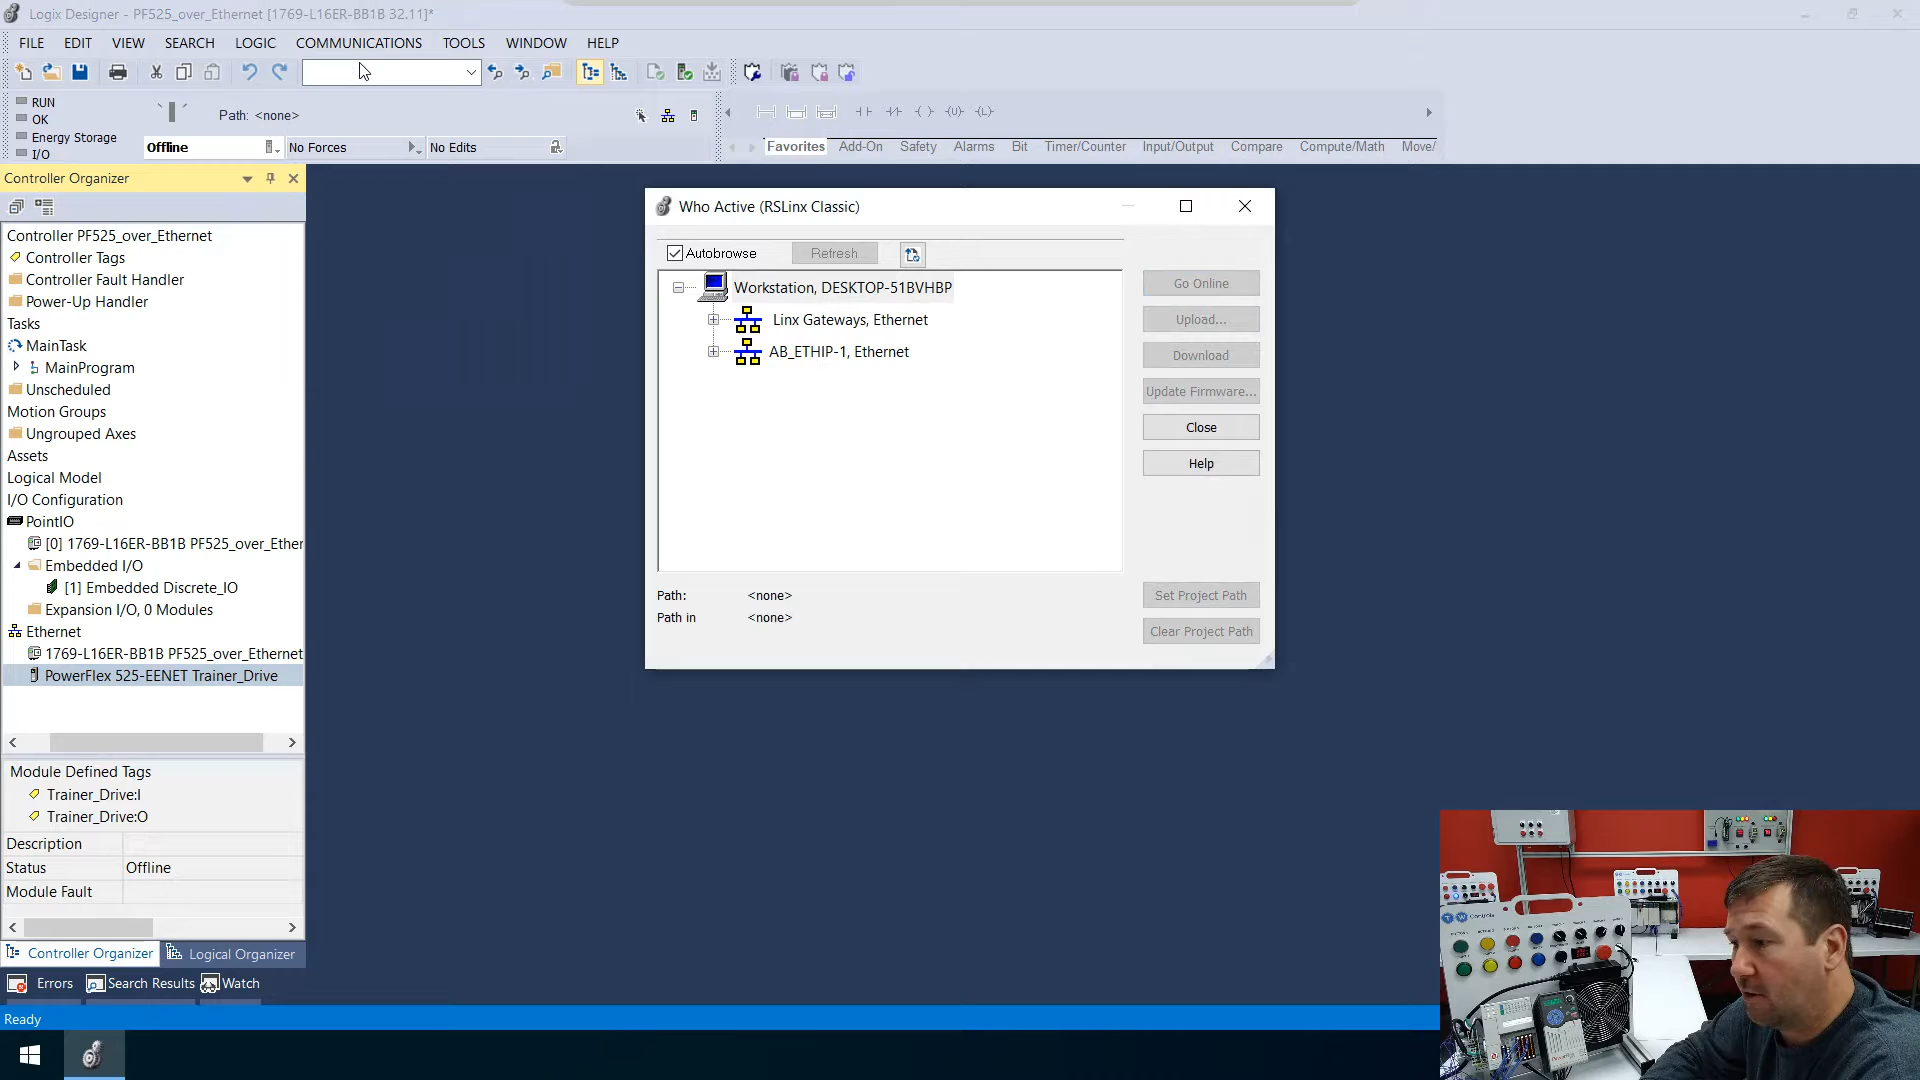 Logix Designer - PF525_over_Ethernet [1769-L16ER-BB1B 32.11]*
FILE EDIT VIEW SEARCH LOGIC COMMUNICATIONS TOOLS WINDOW HELP
RUN
OK
Energy Storage
I/O
Path: <none>
Offline
No Forces
No Edits
Favorites Add-On Safety Alarms Bit Timer/Counter Input/Output Compare Compute/Math Move/
Controller Organizer
Controller PF525_over_Ethernet
Controller Tags
Controller Fault Handler
Power-Up Handler
Tasks
MainTask
MainProgram
Unscheduled
Motion Groups
Ungrouped Axes
Assets
Logical Model
I/O Configuration
PointIO
[0] 1769-L16ER-BB1B PF525_over_Ether
Embedded I/O
[1] Embedded Discrete_IO
Expansion I/O, 0 Modules
Ethernet
1769-L16ER-BB1B PF525_over_Ethernet
PowerFlex 525-EENET Trainer_Drive
Module Defined Tags
Trainer_Drive:I
Trainer_Drive:O
Description
Status Offline
Module Fault
Controller Organizer
Logical Organizer
Errors
Search Results
Watch
Ready
Who Active (RSLinx Classic)
Autobrowse
Refresh
Workstation, DESKTOP-51BVHBP
Linx Gateways, Ethernet
AB_ETHIP-1, Ethernet
Go Online
Upload...
Download
Update Firmware...
Close
Help
Path: <none>
Path in <none>
Set Project Path
Clear Project Path
TW Controls